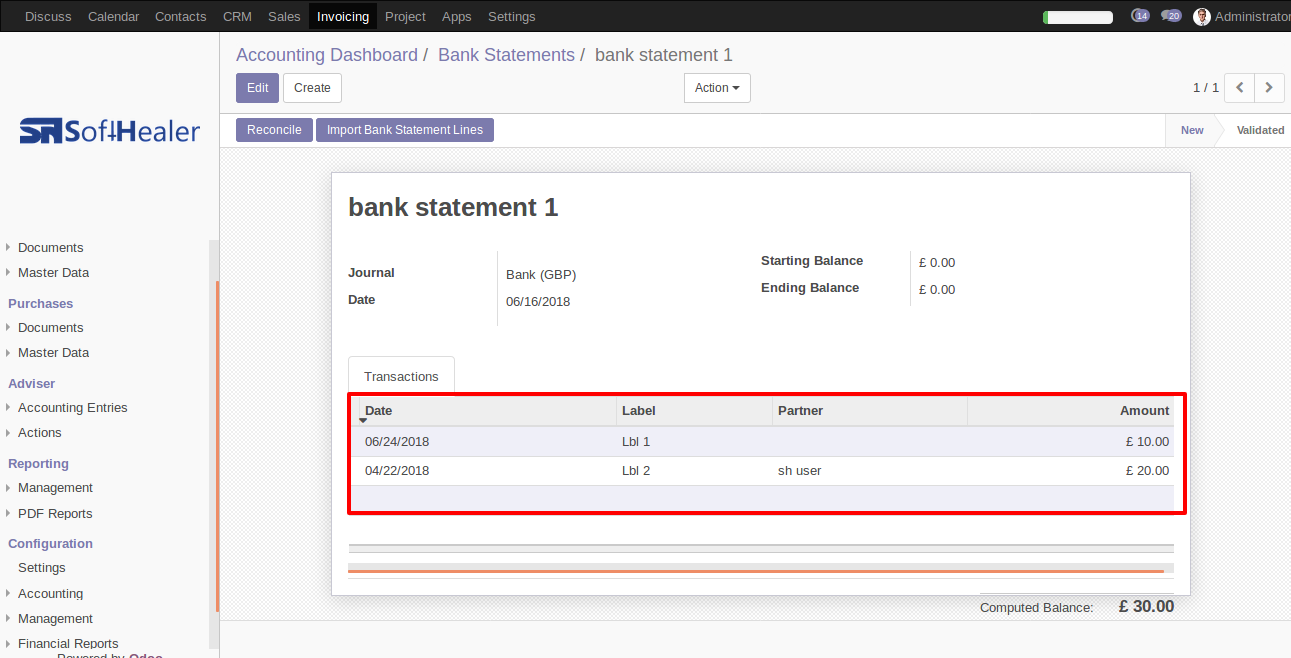 Discuss Calendar Contacts CRM Sales Invoicing Project Apps Settings 14 20 Administrator
Accounting Dashboard / Bank Statements / bank statement 1
Edit Create Action 1 / 1
Reconcile Import Bank Statement Lines New Validated
SH SoftHealer
Documents
Master Data
Purchases
Documents
Master Data
Adviser
Accounting Entries
Actions
Reporting
Management
PDF Reports
Configuration
Settings
Accounting
Management
Financial Reports
Powered by Odoo
bank statement 1
Journal Bank (GBP)
Date 06/16/2018
Starting Balance £ 0.00
Ending Balance £ 0.00
Transactions
Date Label Partner Amount
06/24/2018 Lbl 1 £ 10.00
04/22/2018 Lbl 2 sh user £ 20.00
Computed Balance: £ 30.00